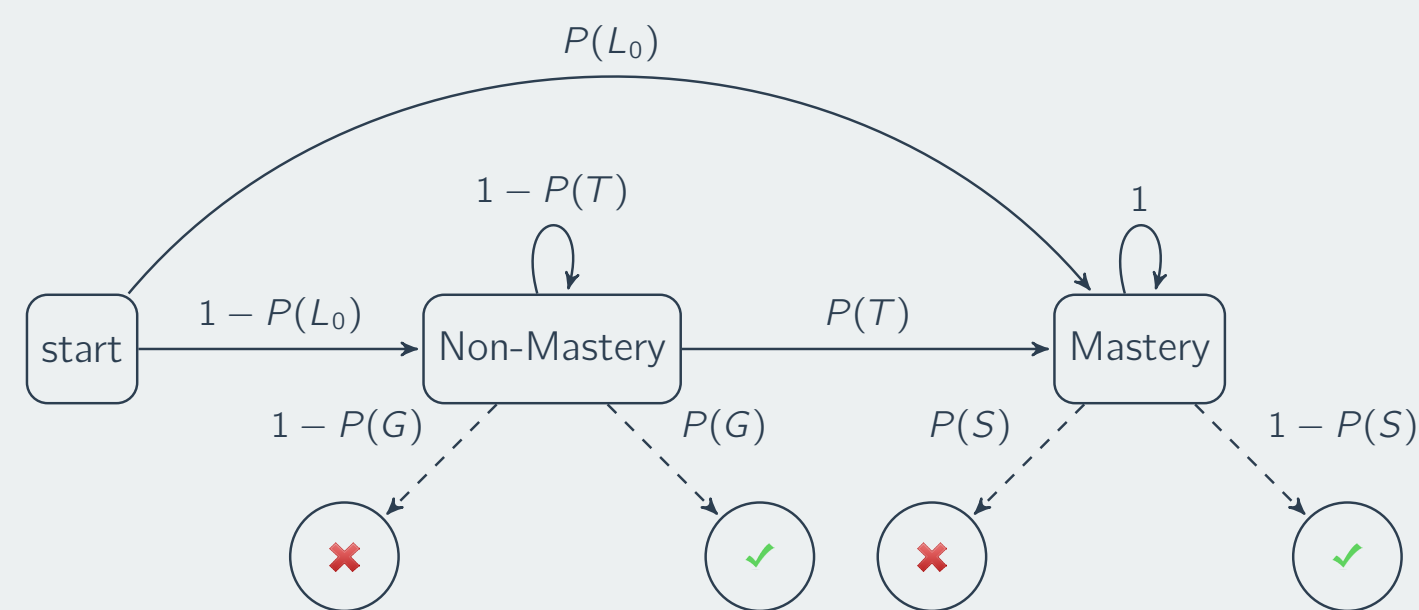 P(L₀)
1 − P(T)
1
1 − P(L₀)
P(T)
start
Non-Mastery
Mastery
1 − P(G)
P(G)
P(S)
1 − P(S)